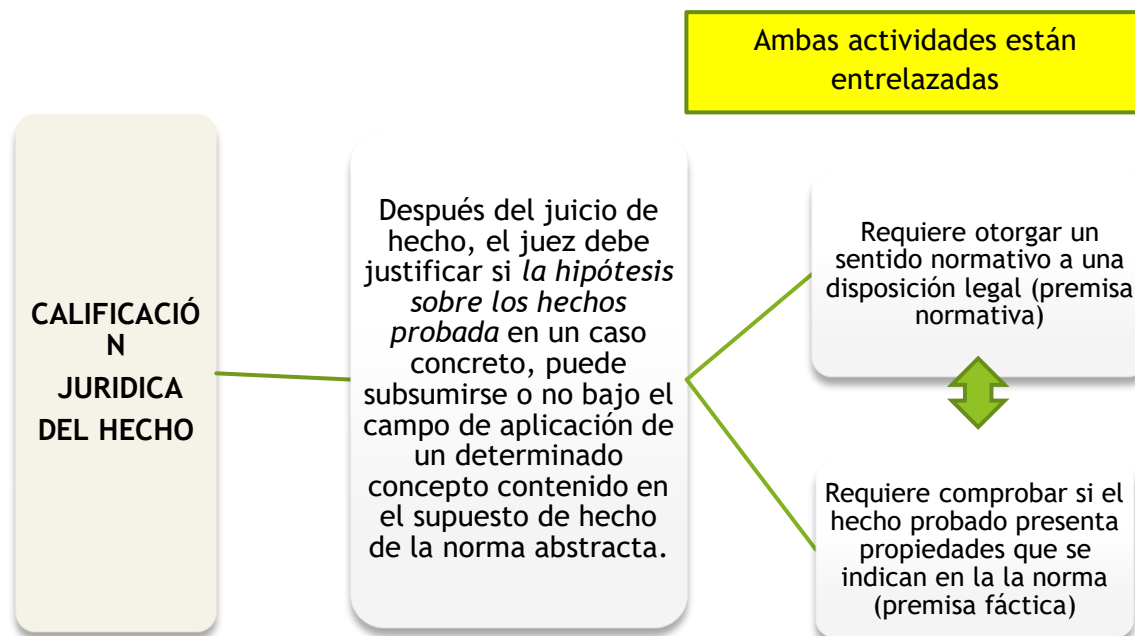 Ambas actividades están
entrelazadas
CALIFICACIÓ
N
JURIDICA
DEL HECHO
Después del juicio de
hecho, el juez debe
justificar si la hipótesis
sobre los hechos
probada en un caso
concreto, puede
subsumirse o no bajo el
campo de aplicación de
un determinado
concepto contenido en
el supuesto de hecho
de la norma abstracta.
Requiere otorgar un
sentido normativo a una
disposición legal (premisa
normativa)
Requiere comprobar si el
hecho probado presenta
propiedades que se
indican en la la norma
(premisa fáctica)